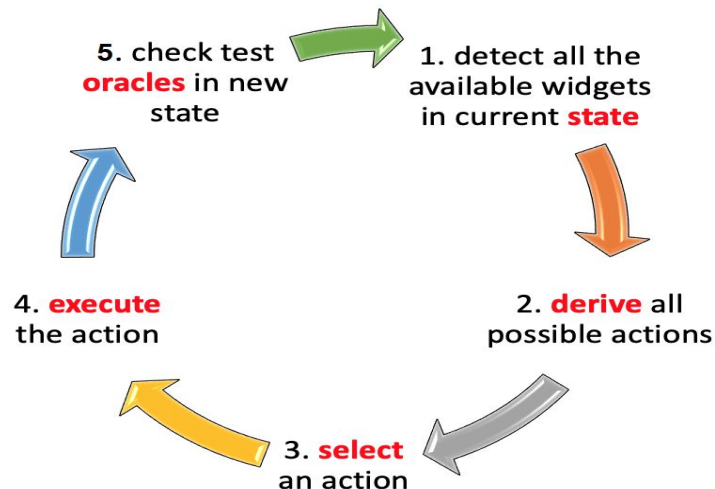 1. detect all the
available widgets
in current state
2. derive all
possible actions
3. select
an action
4. execute
the action
5. check test
oracles in new
state